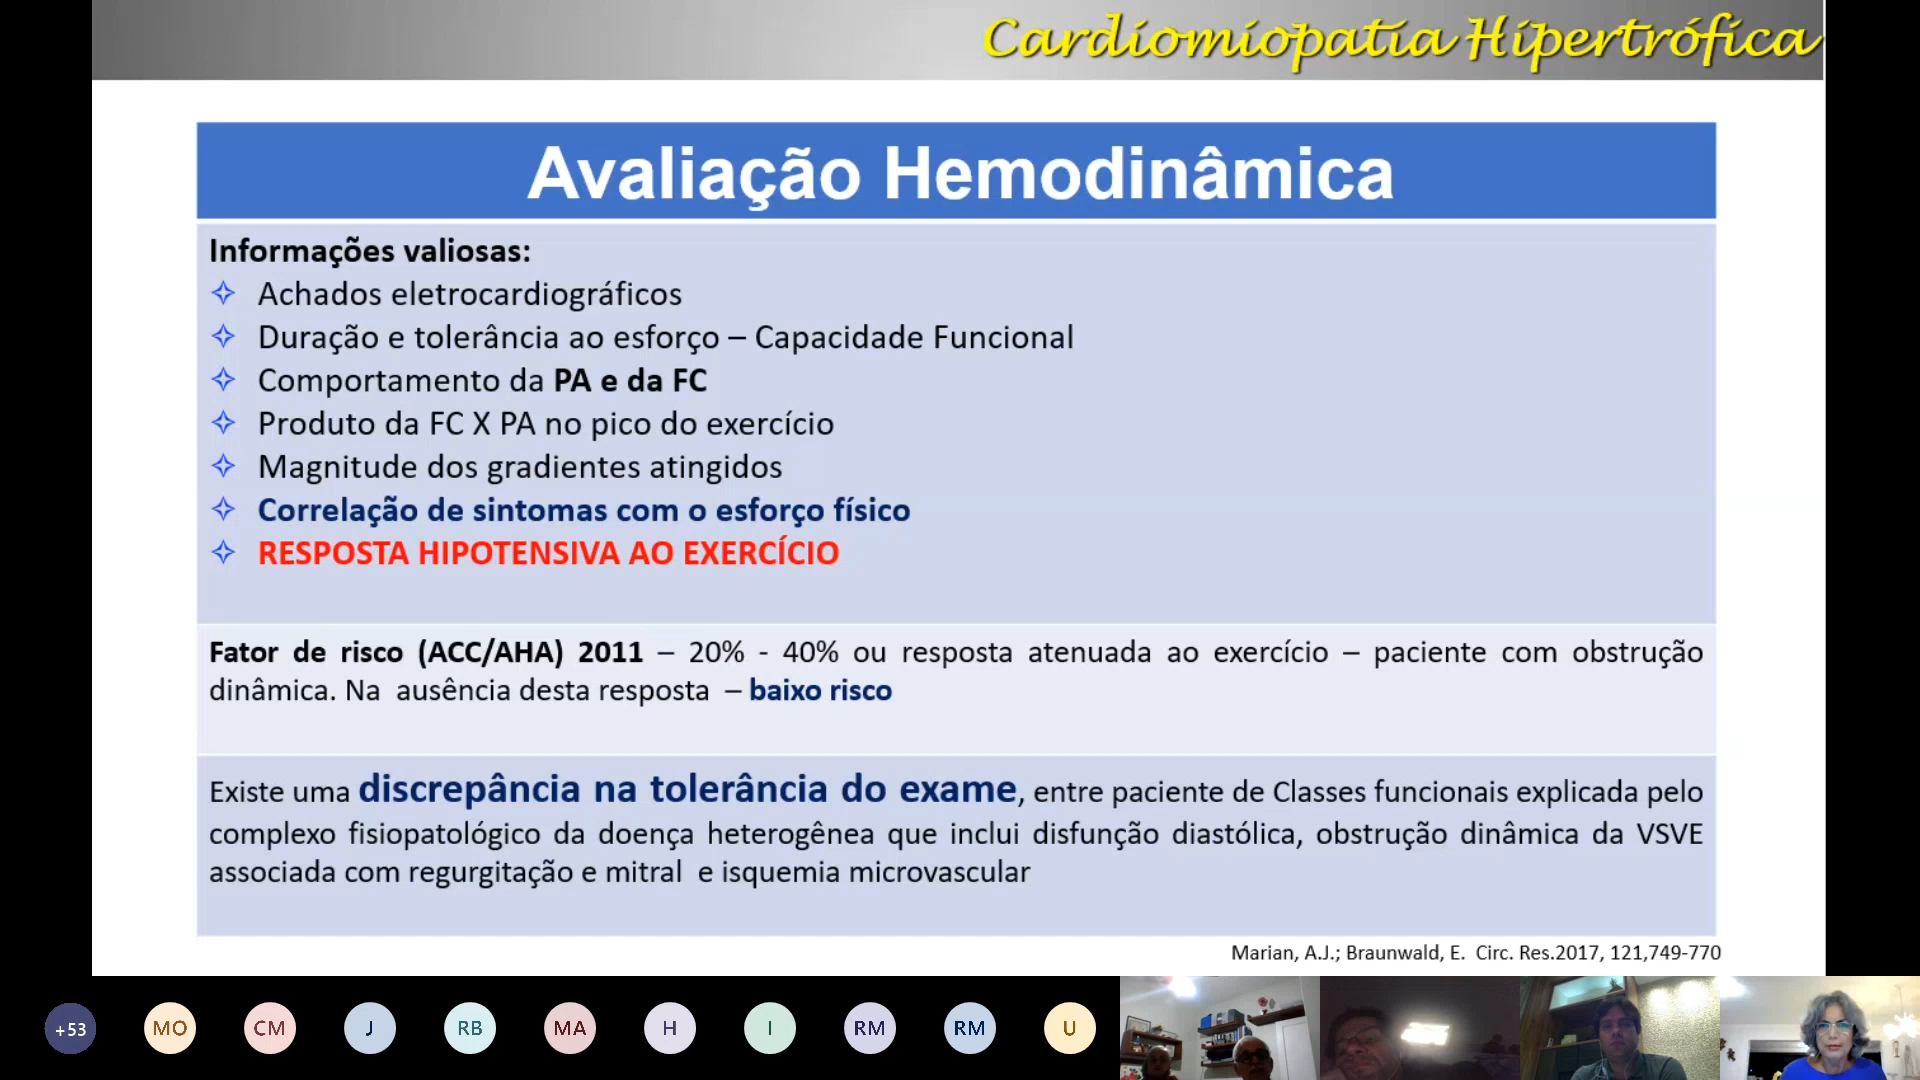 Cardiomiopatia Hipertrófica
Avaliação Hemodinâmica
Informações valiosas:
Achados eletrocardiográficos
Duração e tolerância ao esforço – Capacidade Funcional
Comportamento da PA e da FC
Produto da FC X PA no pico do exercício
Magnitude dos gradientes atingidos
Correlação de sintomas com o esforço físico
RESPOSTA HIPOTENSIVA AO EXERCÍCIO
Fator de risco (ACC/AHA) 2011 – 20% - 40% ou resposta atenuada ao exercício – paciente com obstrução
dinâmica. Na ausência desta resposta – baixo risco
Existe uma discrepância na tolerância do exame, entre paciente de Classes funcionais explicada pelo
complexo fisiopatológico da doença heterogênea que inclui disfunção diastólica, obstrução dinâmica da VSVE
associada com regurgitação e mitral e isquemia microvascular
Marian, A.J.; Braunwald, E. Circ. Res.2017, 121,749-770
+53 MO CM J RB MA H I RM RM U